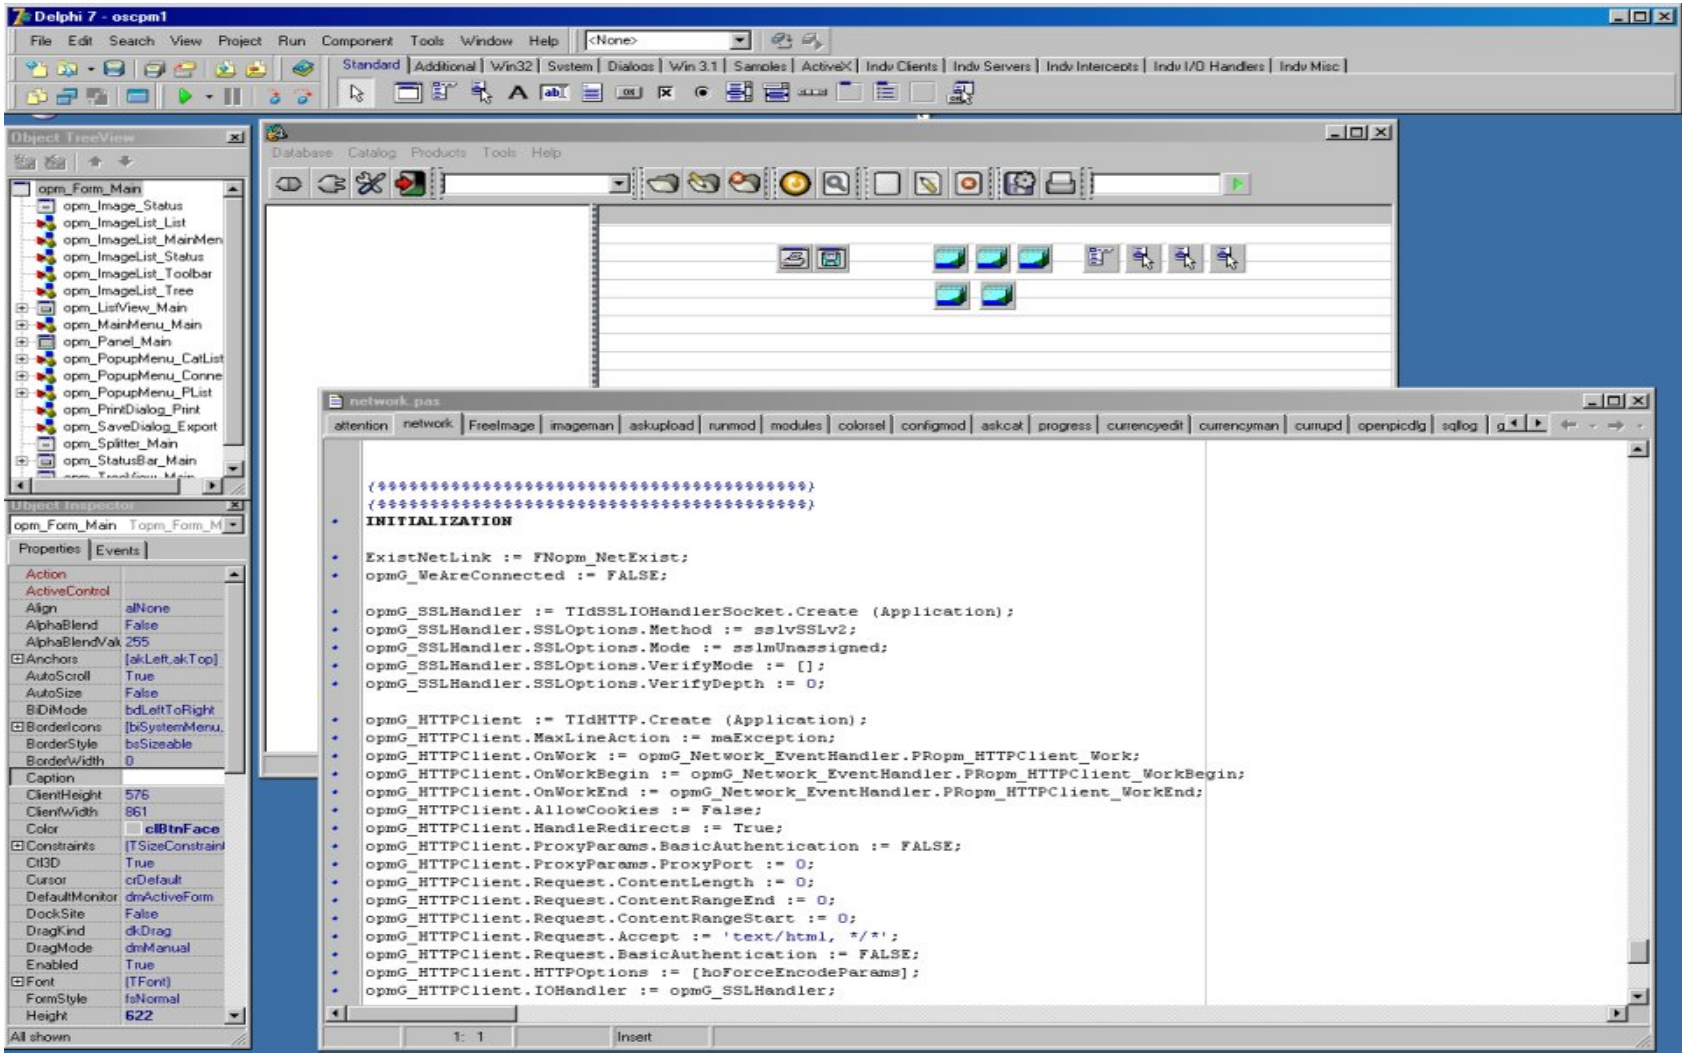 Delphi 7 - oscpm1
File Edit Search View Project Run Component Tools Window Help <None>
Standard Additional Win32 System Dialogs Win 3.1 Samples ActiveX Indy Clients Indy Servers Indy Intercepts Indy I/O Handlers Indy Misc
Object TreeView
opm_Form_Main
opm_Image_Status
opm_ImageList_List
opm_ImageList_MainMen
opm_ImageList_Status
opm_ImageList_Toolbar
opm_ImageList_Tree
opm_ListView_Main
opm_MainMenu_Main
opm_Panel_Main
opm_PopupMenu_CatList
opm_PopupMenu_Conne
opm_PopupMenu_PList
opm_PrintDialog_Print
opm_SaveDialog_Export
opm_Splitter_Main
opm_StatusBar_Main
opm_TreeView_Main
Object Inspector
opm_Form_Main Topm_Form_M
Properties Events
Action
ActiveControl
Align alNone
AlphaBlend False
AlphaBlendVal 255
Anchors [akLeft,akTop]
AutoScroll True
AutoSize False
BiDiMode bdLeftToRight
BorderIcons [biSystemMenu,
BorderStyle bsSizeable
BorderWidth 0
Caption
ClientHeight 576
ClientWidth 861
Color clBtnFace
Constraints (TSizeConstraint
Ctl3D True
Cursor crDefault
DefaultMonitor dmActiveForm
DockSite False
DragKind dkDrag
DragMode dmManual
Enabled True
Font (TFont)
FormStyle fsNormal
Height 622
All shown
Database Catalog Products Tools Help
network.pas
attention network FreeImage imageman askupload runmod modules colorsel configmod askcat progress currencyedit currencyman currupd openpicdlg sqllog g
{$$$$$$$$$$$$$$$$$$$$$$$$$$$$$$$$$$$$$$$$$}
{$$$$$$$$$$$$$$$$$$$$$$$$$$$$$$$$$$$$$$$$$}
INITIALIZATION
ExistNetLink := FNopm_NetExist;
opmG_WeAreConnected := FALSE;
opmG_SSLHandler := TIdSSLIOHandlerSocket.Create (Application);
opmG_SSLHandler.SSLOptions.Method := sslvSSLv2;
opmG_SSLHandler.SSLOptions.Mode := sslmUnassigned;
opmG_SSLHandler.SSLOptions.VerifyMode := [];
opmG_SSLHandler.SSLOptions.VerifyDepth := 0;
opmG_HTTPClient := TIdHTTP.Create (Application);
opmG_HTTPClient.MaxLineAction := maException;
opmG_HTTPClient.OnWork := opmG_Network_EventHandler.PRopm_HTTPClient_Work;
opmG_HTTPClient.OnWorkBegin := opmG_Network_EventHandler.PRopm_HTTPClient_WorkBegin;
opmG_HTTPClient.OnWorkEnd := opmG_Network_EventHandler.PRopm_HTTPClient_WorkEnd;
opmG_HTTPClient.AllowCookies := False;
opmG_HTTPClient.HandleRedirects := True;
opmG_HTTPClient.ProxyParams.BasicAuthentication := FALSE;
opmG_HTTPClient.ProxyParams.ProxyPort := 0;
opmG_HTTPClient.Request.ContentLength := 0;
opmG_HTTPClient.Request.ContentRangeEnd := 0;
opmG_HTTPClient.Request.ContentRangeStart := 0;
opmG_HTTPClient.Request.Accept := 'text/html, */*';
opmG_HTTPClient.Request.BasicAuthentication := FALSE;
opmG_HTTPClient.HTTPOptions := [hoForceEncodeParams];
opmG_HTTPClient.IOHandler := opmG_SSLHandler;
1: 1 Insert